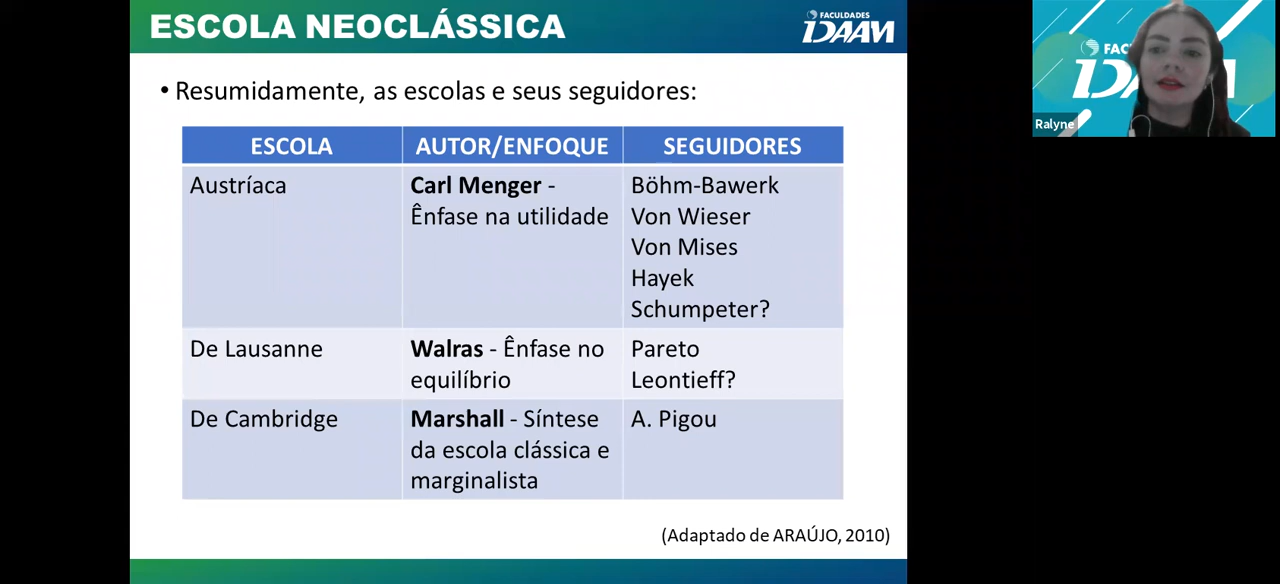 ESCOLA NEOCLÁSSICA
FACULDADES
IDAAM
• Resumidamente, as escolas e seus seguidores:
ESCOLA AUTOR/ENFOQUE SEGUIDORES
Austríaca
Carl Menger -
Ênfase na utilidade
Böhm-Bawerk
Von Wieser
Von Mises
Hayek
Schumpeter?
De Lausanne
Walras - Ênfase no
equilíbrio
Pareto
Leontieff?
De Cambridge
Marshall - Síntese
da escola clássica e
marginalista
A. Pigou
(Adaptado de ARAÚJO, 2010)
Ralyne